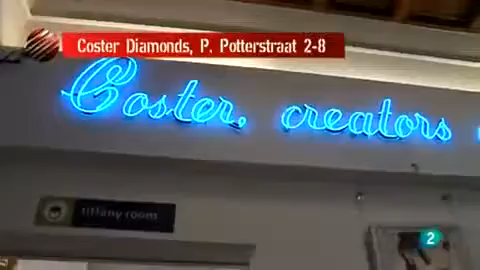 Coster Diamonds, P. Potterstraat 2-8
Coster, creators
tiffany room
2